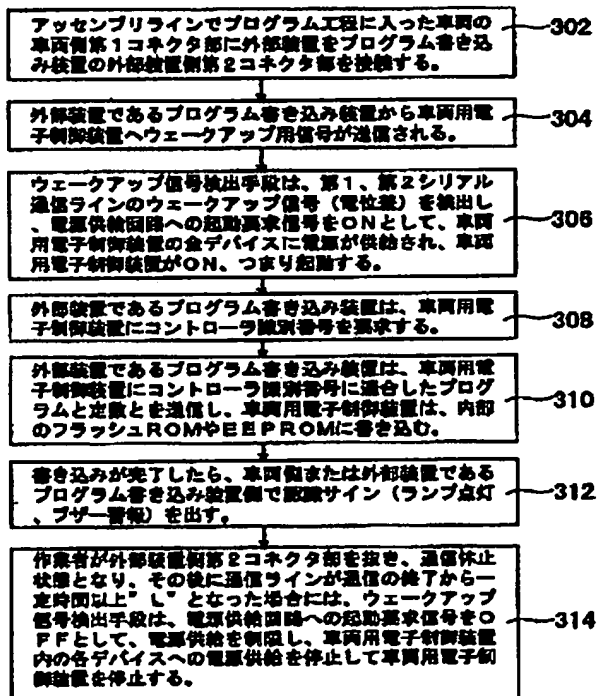 アッセンブリラインでプログラム工程に入った車両の
車両側第1コネクタ部に外部装置をプログラム書き込
み装置の外部装置側第2コネクタ部を接続する。
302
外部装置であるプログラム書き込み装置から車両用電
子制御装置へウェークアップ用信号が送信される。
304
ウェークアップ信号検出手段は、第1、第2シリアル
通信ラインのウェークアップ信号(電位差)を検出し
、電源供給回路への起動要求信号をONとして、車両
用電子制御装置の全デバイスに電源が供給され、車両
用電子制御装置がON、つまり起動する。
306
外部装置であるプログラム書き込み装置は、車両用電
子制御装置にコントローラ識別番号を要求する。
308
外部装置であるプログラム書き込み装置は、車両用電
子制御装置にコントローラ識別番号に適合したプログ
ラムと定数とを送信し、車両用電子制御装置は、内部
のフラッシュROMやEEPROMに書き込む。
310
書き込みが完了したら、車両側または外部装置である
プログラム書き込み装置側で認識サイン(ランプ点灯
、ブザー警報)を出す。
312
作業者が外部装置側第2コネクタ部を抜き、通信休止
状態となり、その後に通信ラインが通信の終了から一
定時間以上"L"となった場合には、ウェークアップ
信号検出手段は、電源供給回路への起動要求信号をO
FFとして、電源供給を制限し、車両用電子制御装置
内の各デバイスへの電源供給を停止して車両用電子制
御装置を停止する。
314